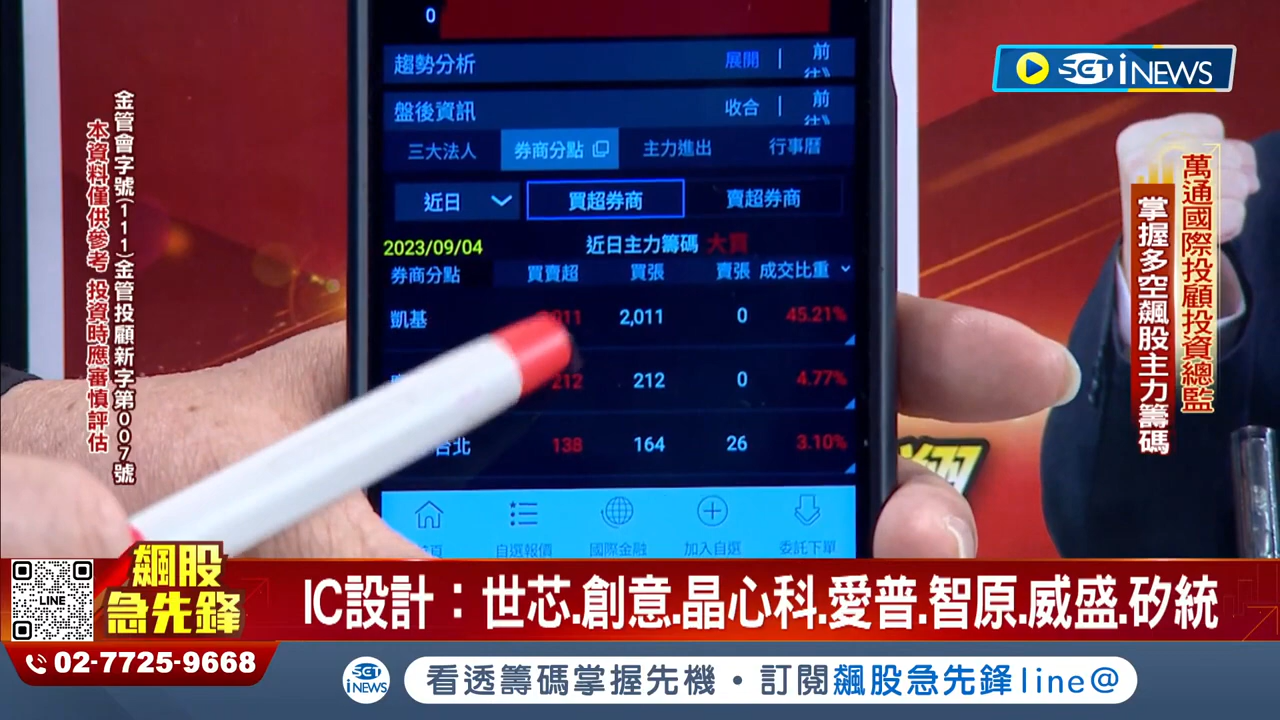 0
趨勢分析 展開 | 前往》
盤後資訊 收合 | 前往》
三大法人 券商分點 主力進出 行事曆
近日 買超券商 賣超券商
2023/09/04 近日主力籌碼 大買
券商分點 買賣超 買張 賣張 成交比重
凱基 2,011 0 45.21%
212 212 0 4.77%
台北 138 164 26 3.10%
自選報價 國際金融 加入自選 委託下單
金管會字號(111)金管投顧新字第007號
本資料僅供參考 投資時應審慎評估
SET iNEWS
萬通國際投顧投資總監
掌握多空飆股主力籌碼
LINE
飆股
急先鋒
IC設計：世芯.創意.晶心科.愛普.智原.威盛.矽統
02-7725-9668
SET iNEWS
看透籌碼掌握先機・訂閱飆股急先鋒line@